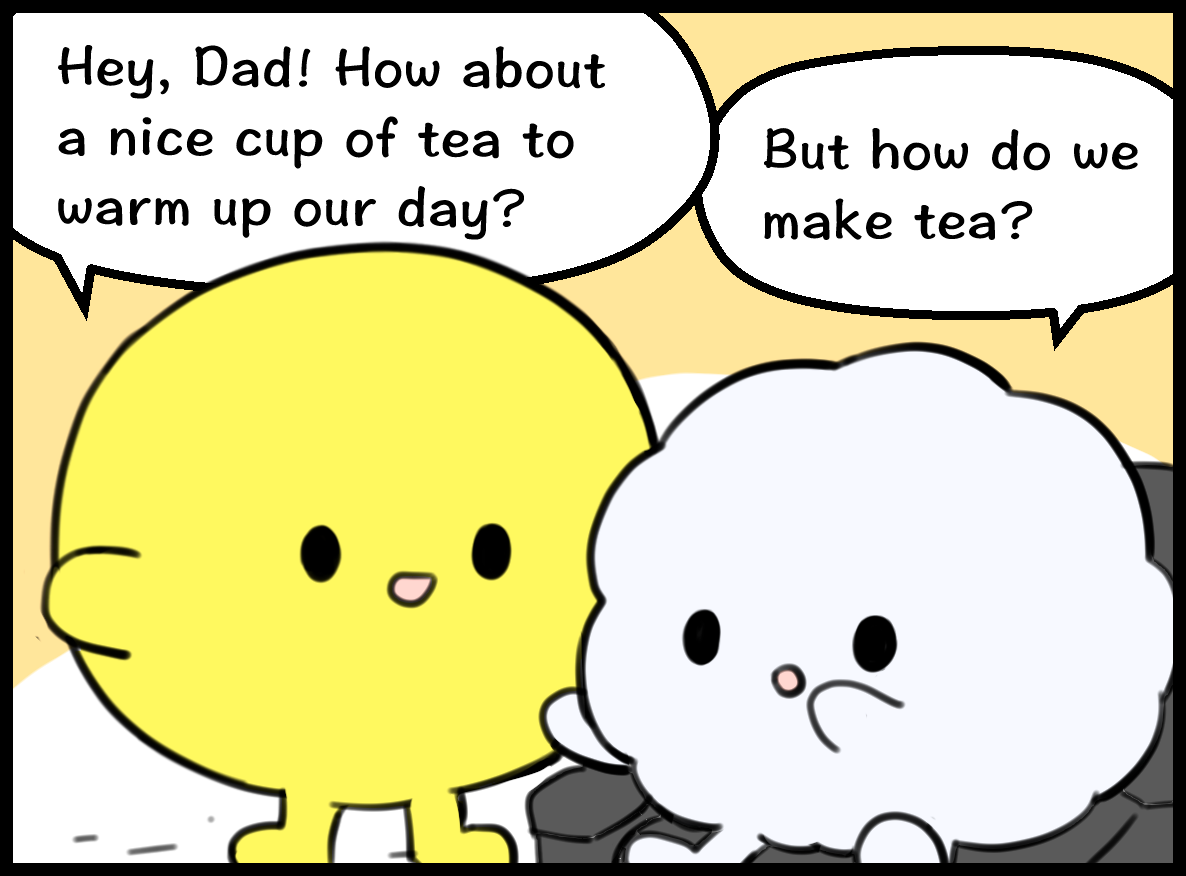 Hey, Dad! How about
a nice cup of tea to
warm up our day?
But how do we
make tea?